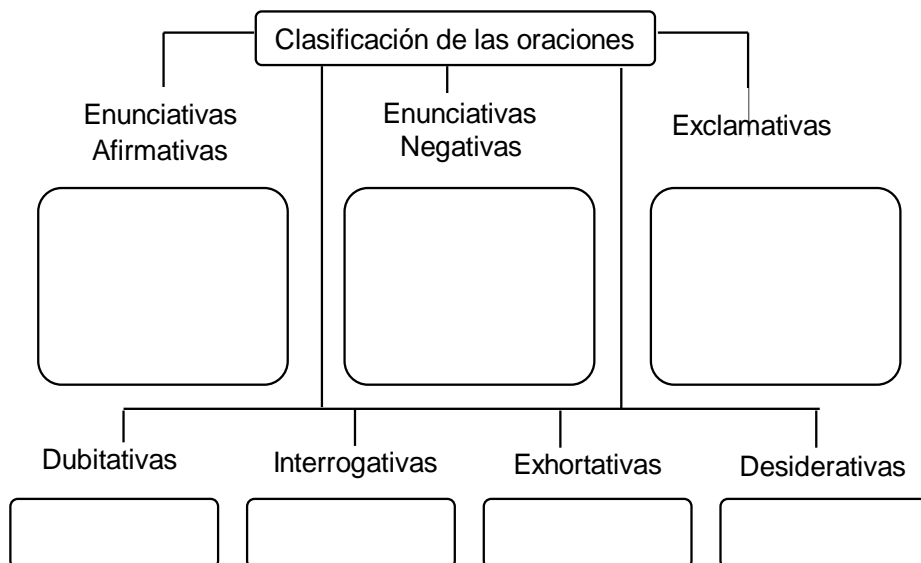 Clasificación de las oraciones
Enunciativas
Afirmativas
Enunciativas
Negativas
Exclamativas
Dubitativas
Interrogativas
Exhortativas
Desiderativas